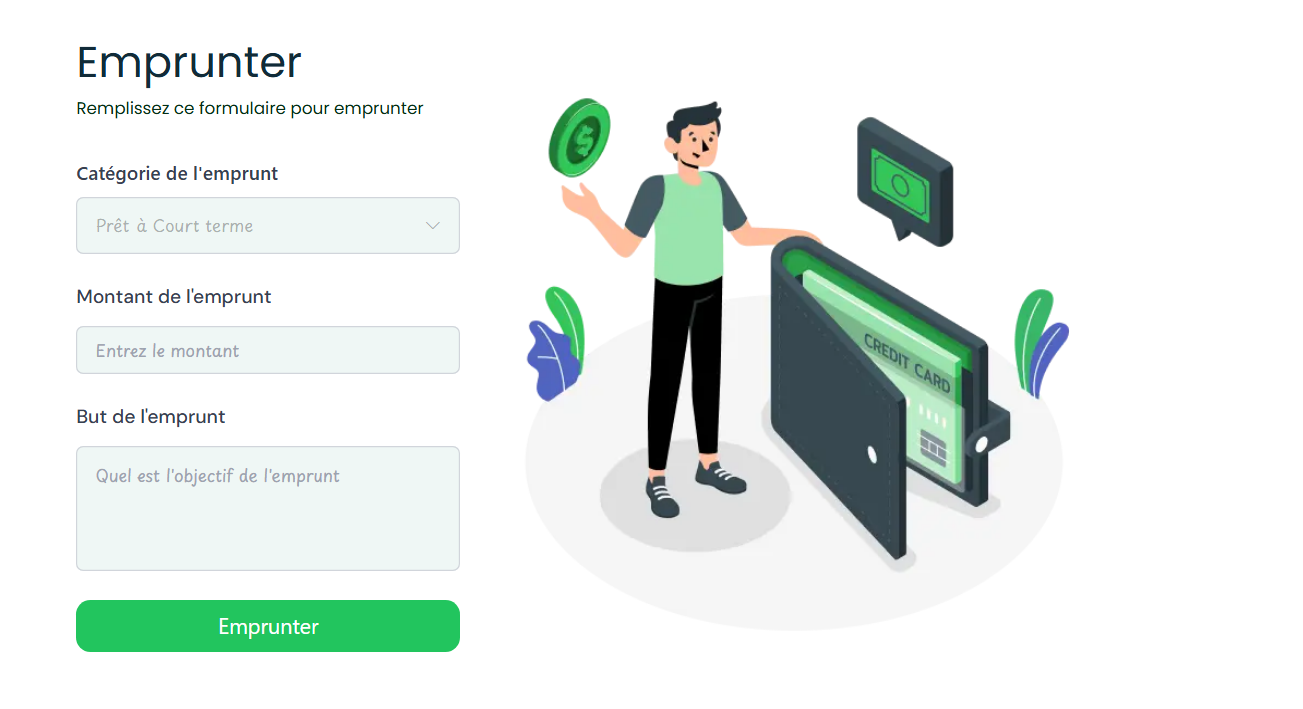 Emprunter
Remplissez ce formulaire pour emprunter
Catégorie de l'emprunt
Prêt à Court terme
Montant de l'emprunt
Entrez le montant
But de l'emprunt
Quel est l'objectif de l'emprunt
Emprunter
CREDIT CARD